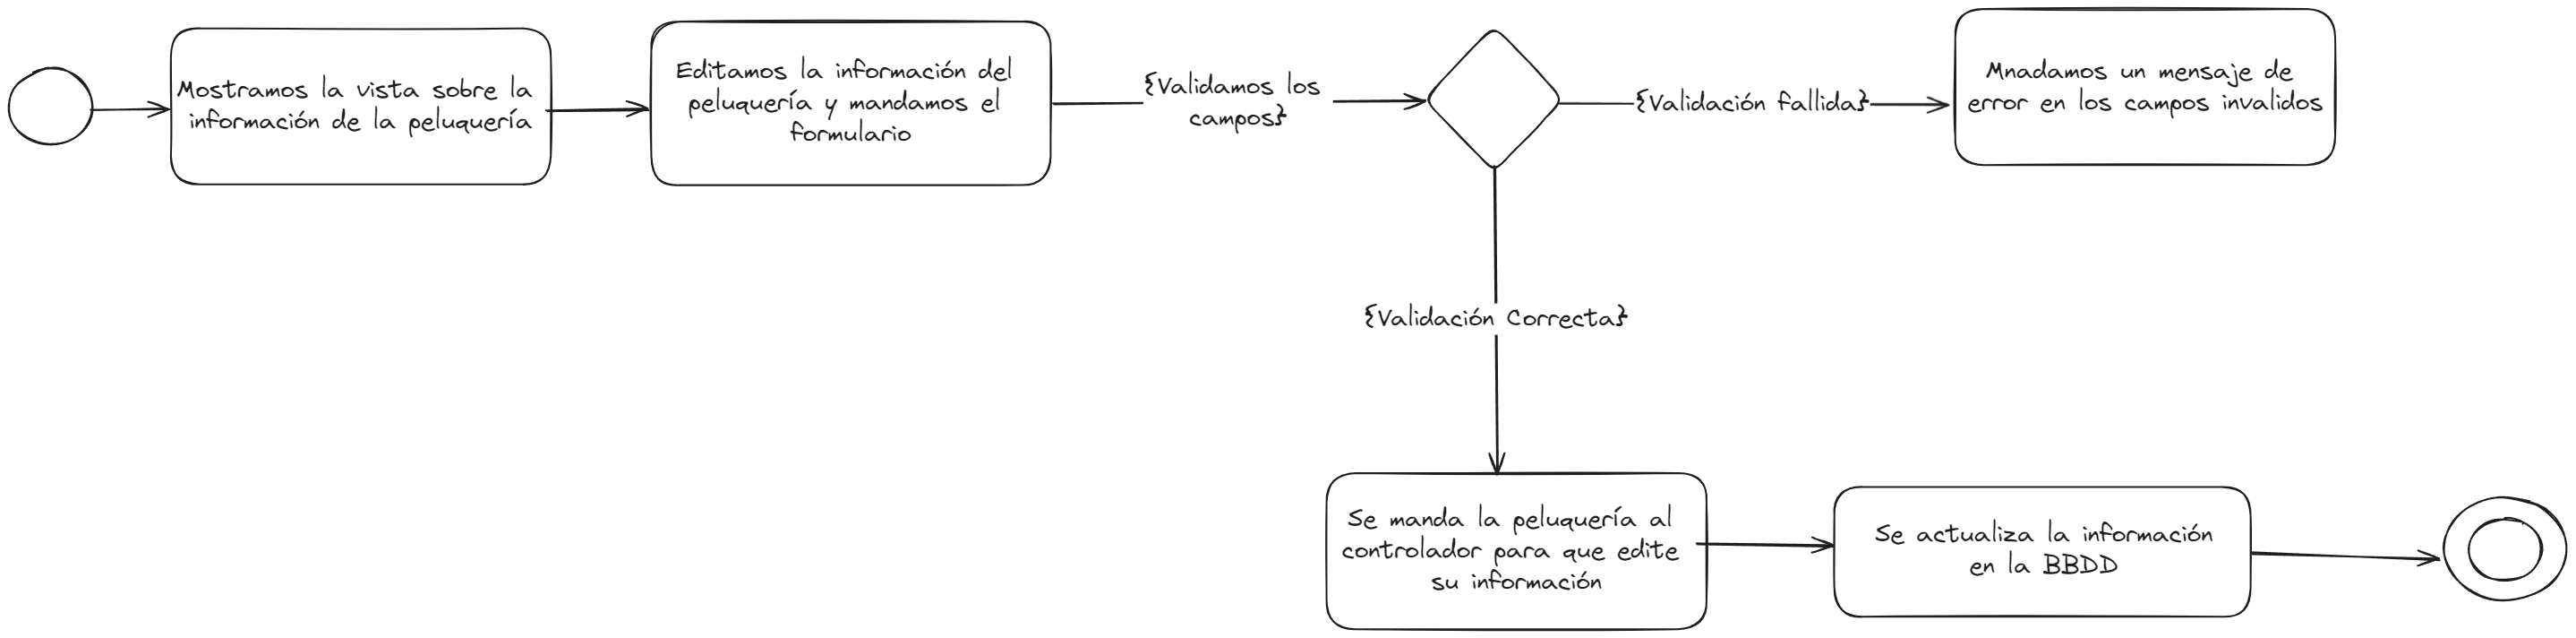 Mostramos la vista sobre la
información de la peluquería
Editamos la información del
peluquería y mandamos el
formulario
{Validamos los
campos}
{Validación fallida}
Mnadamos un mensaje de
error en los campos invalidos
{Validación Correcta}
Se manda la peluquería al
controlador para que edite
su información
Se actualiza la información
en la BBDD